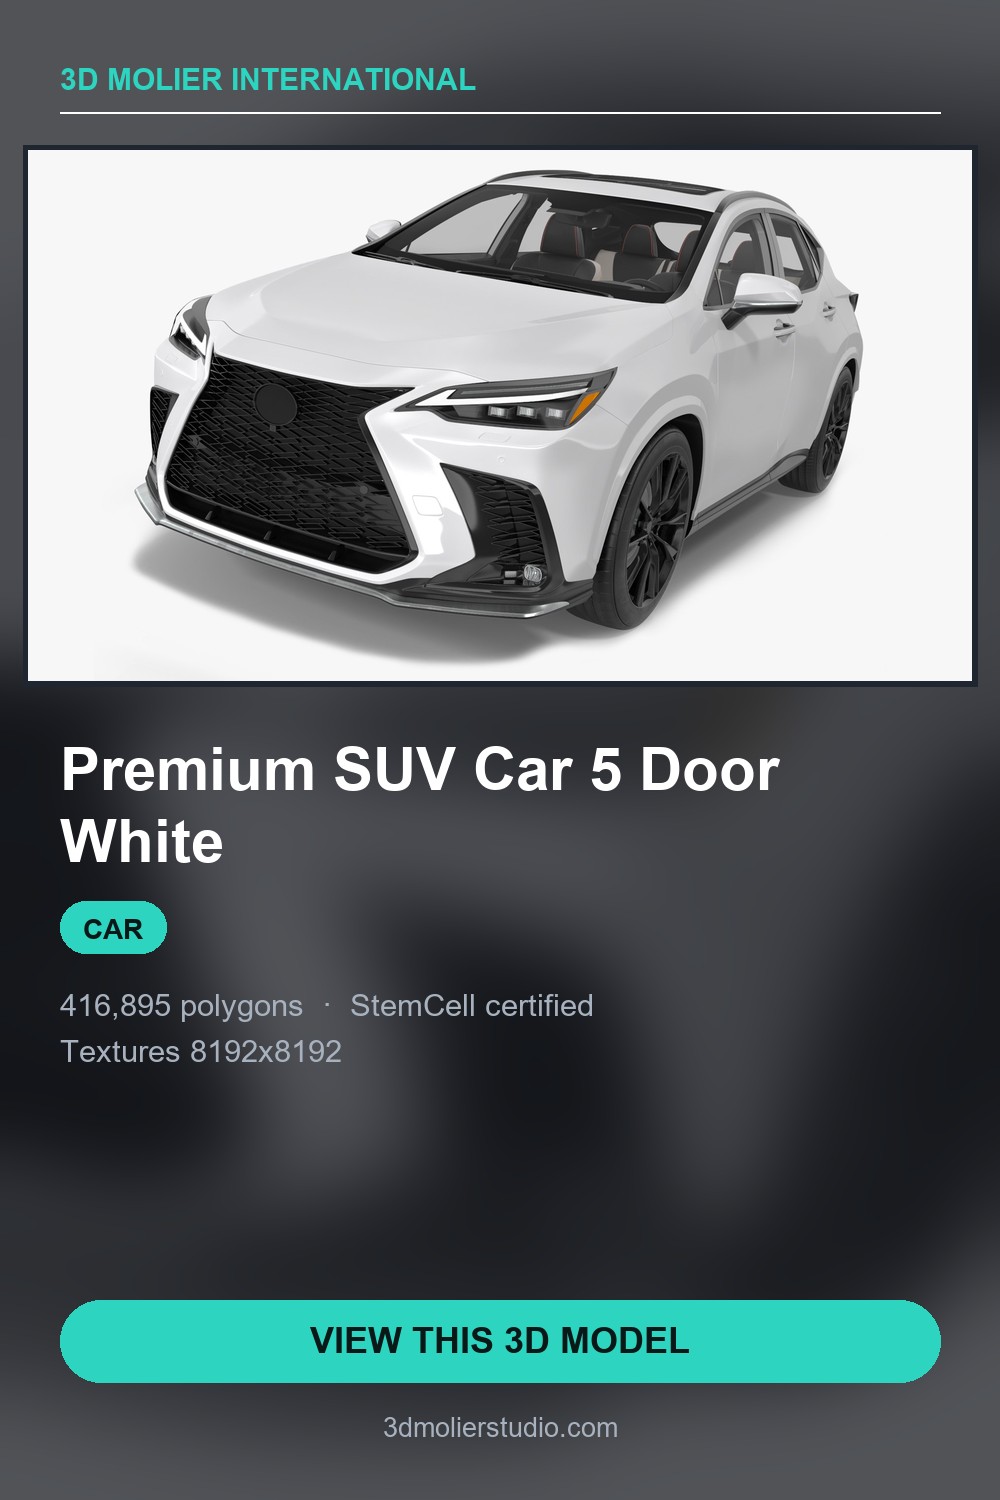 3D MOLIER INTERNATIONAL
Premium SUV Car 5 Door
White
CAR
416,895 polygons · StemCell certified
Textures 8192x8192
VIEW THIS 3D MODEL
3dmolierstudio.com